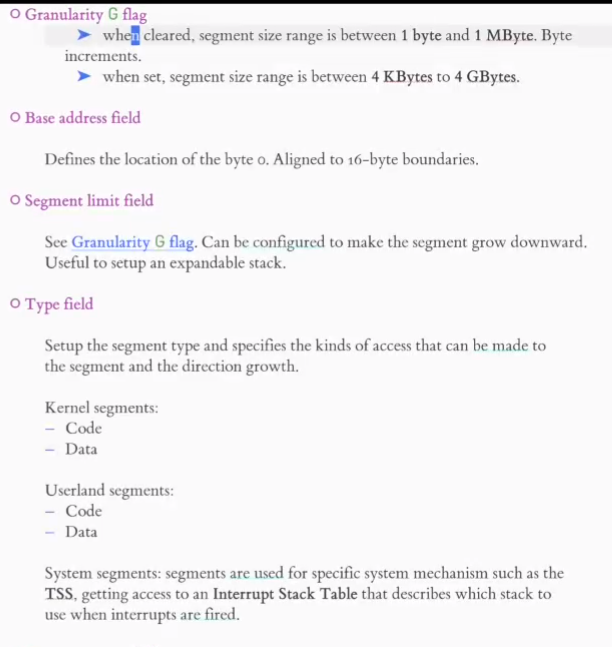 Granularity G flag
➤ when cleared, segment size range is between 1 byte and 1 MByte. Byte
increments.
➤ when set, segment size range is between 4 KBytes to 4 GBytes.
Base address field
Defines the location of the byte 0. Aligned to 16-byte boundaries.
Segment limit field
See Granularity G flag. Can be configured to make the segment grow downward.
Useful to setup an expandable stack.
Type field
Setup the segment type and specifies the kinds of access that can be made to
the segment and the direction growth.
Kernel segments:
– Code
– Data
Userland segments:
– Code
– Data
System segments: segments are used for specific system mechanism such as the
TSS, getting access to an Interrupt Stack Table that describes which stack to
use when interrupts are fired.